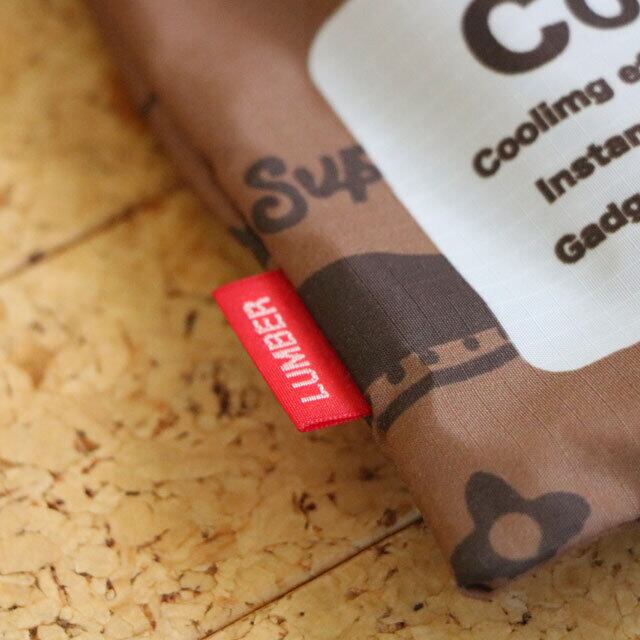 Co
Coolimg e
Instan
Gadg
Sup
LUMBER